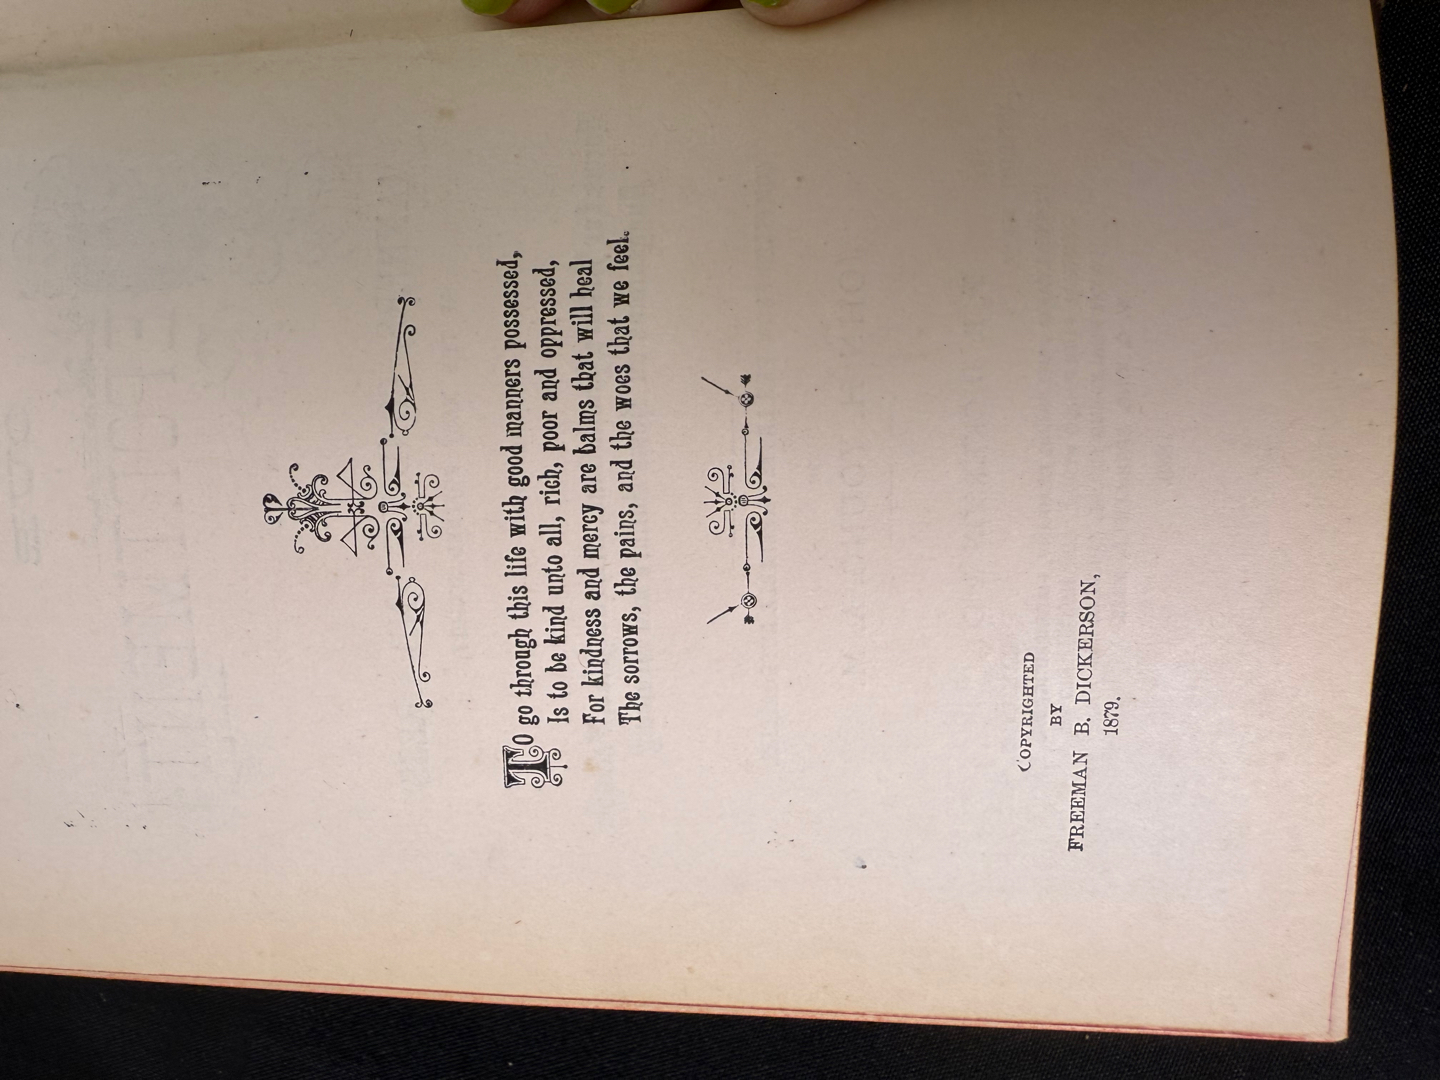 To go through this life with good manners possessed,
Is to be kind unto all, rich, poor and oppressed,
For kindness and mercy are balms that will heal
The sorrows, the pains, and the woes that we feel.
COPYRIGHTED
BY
FREEMAN B. DICKERSON,
1879.